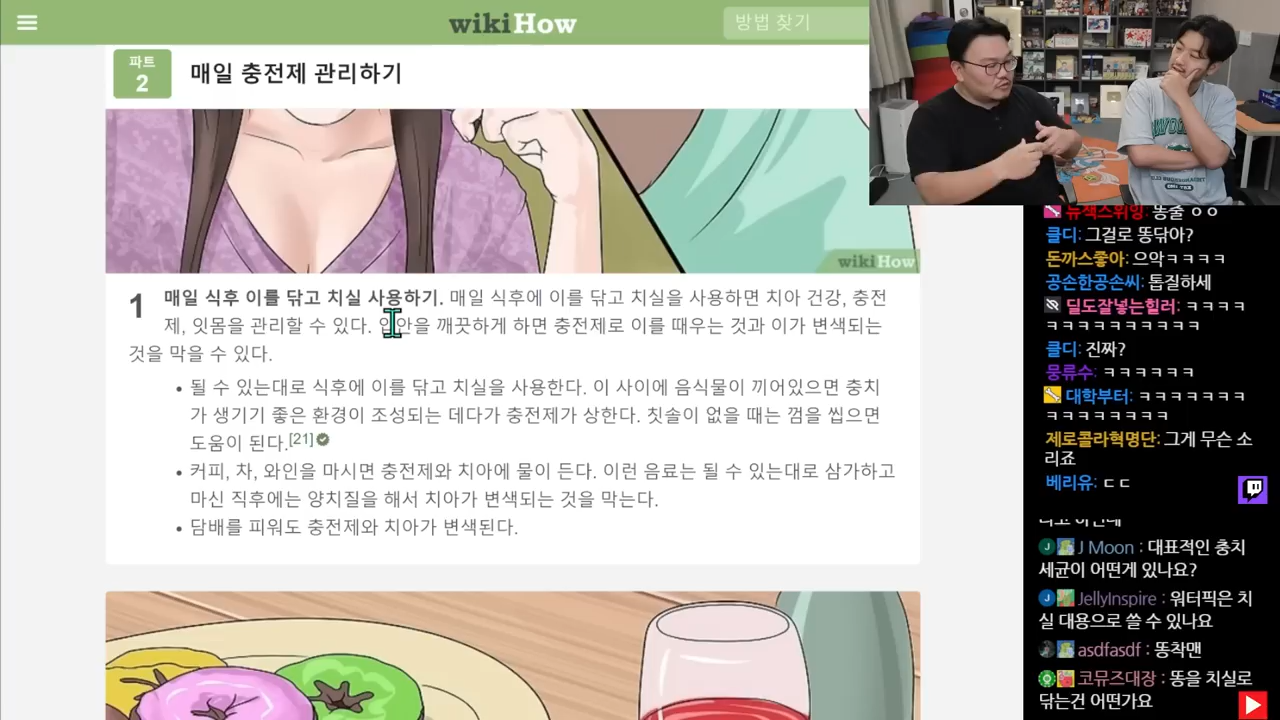 wikiHow
방법 찾기
파트
2
매일 충전제 관리하기
wikiHow
1
매일 식후 이를 닦고 치실 사용하기. 매일 식후에 이를 닦고 치실을 사용하면 치아 건강, 충전
제, 잇몸을 관리할 수 있다. 입안을 깨끗하게 하면 충전제로 이를 때우는 것과 이가 변색되는
것을 막을 수 있다.
• 될 수 있는대로 식후에 이를 닦고 치실을 사용한다. 이 사이에 음식물이 끼어있으면 충치
가 생기기 좋은 환경이 조성되는 데다가 충전제가 상한다. 칫솔이 없을 때는 껌을 씹으면
도움이 된다.[21]
• 커피, 차, 와인을 마시면 충전제와 치아에 물이 든다. 이런 음료는 될 수 있는대로 삼가하고
마신 직후에는 양치질을 해서 치아가 변색되는 것을 막는다.
• 담배를 피워도 충전제와 치아가 변색된다.
뉴잭스위밍: 똥줄 ㅇㅇ
클디: 그걸로 똥닦아?
돈까스좋아: 으악ㅋㅋㅋㅋ
공손한공손씨: 톱질하세
딜도잘넣는힐러: ㅋㅋㅋㅋ
ㅋㅋㅋㅋㅋㅋㅋㅋㅋㅋ
클디: 진짜?
뭉류수: ㅋㅋㅋㅋㅋㅋ
대학부터: ㅋㅋㅋㅋㅋㅋㅋ
ㅋㅋㅋㅋㅋㅋㅋㅋ
제로콜라혁명단: 그게 무슨 소
리죠
베리유: ㄷㄷ
J Moon : 대표적인 충치
세균이 어떤게 있나요?
JellyInspire : 워터픽은 치
실 대용으로 쓸 수 있나요
asdfasdf : 똥착맨
코뮤즈대장 : 똥을 치실로
닦는건 어떤가요